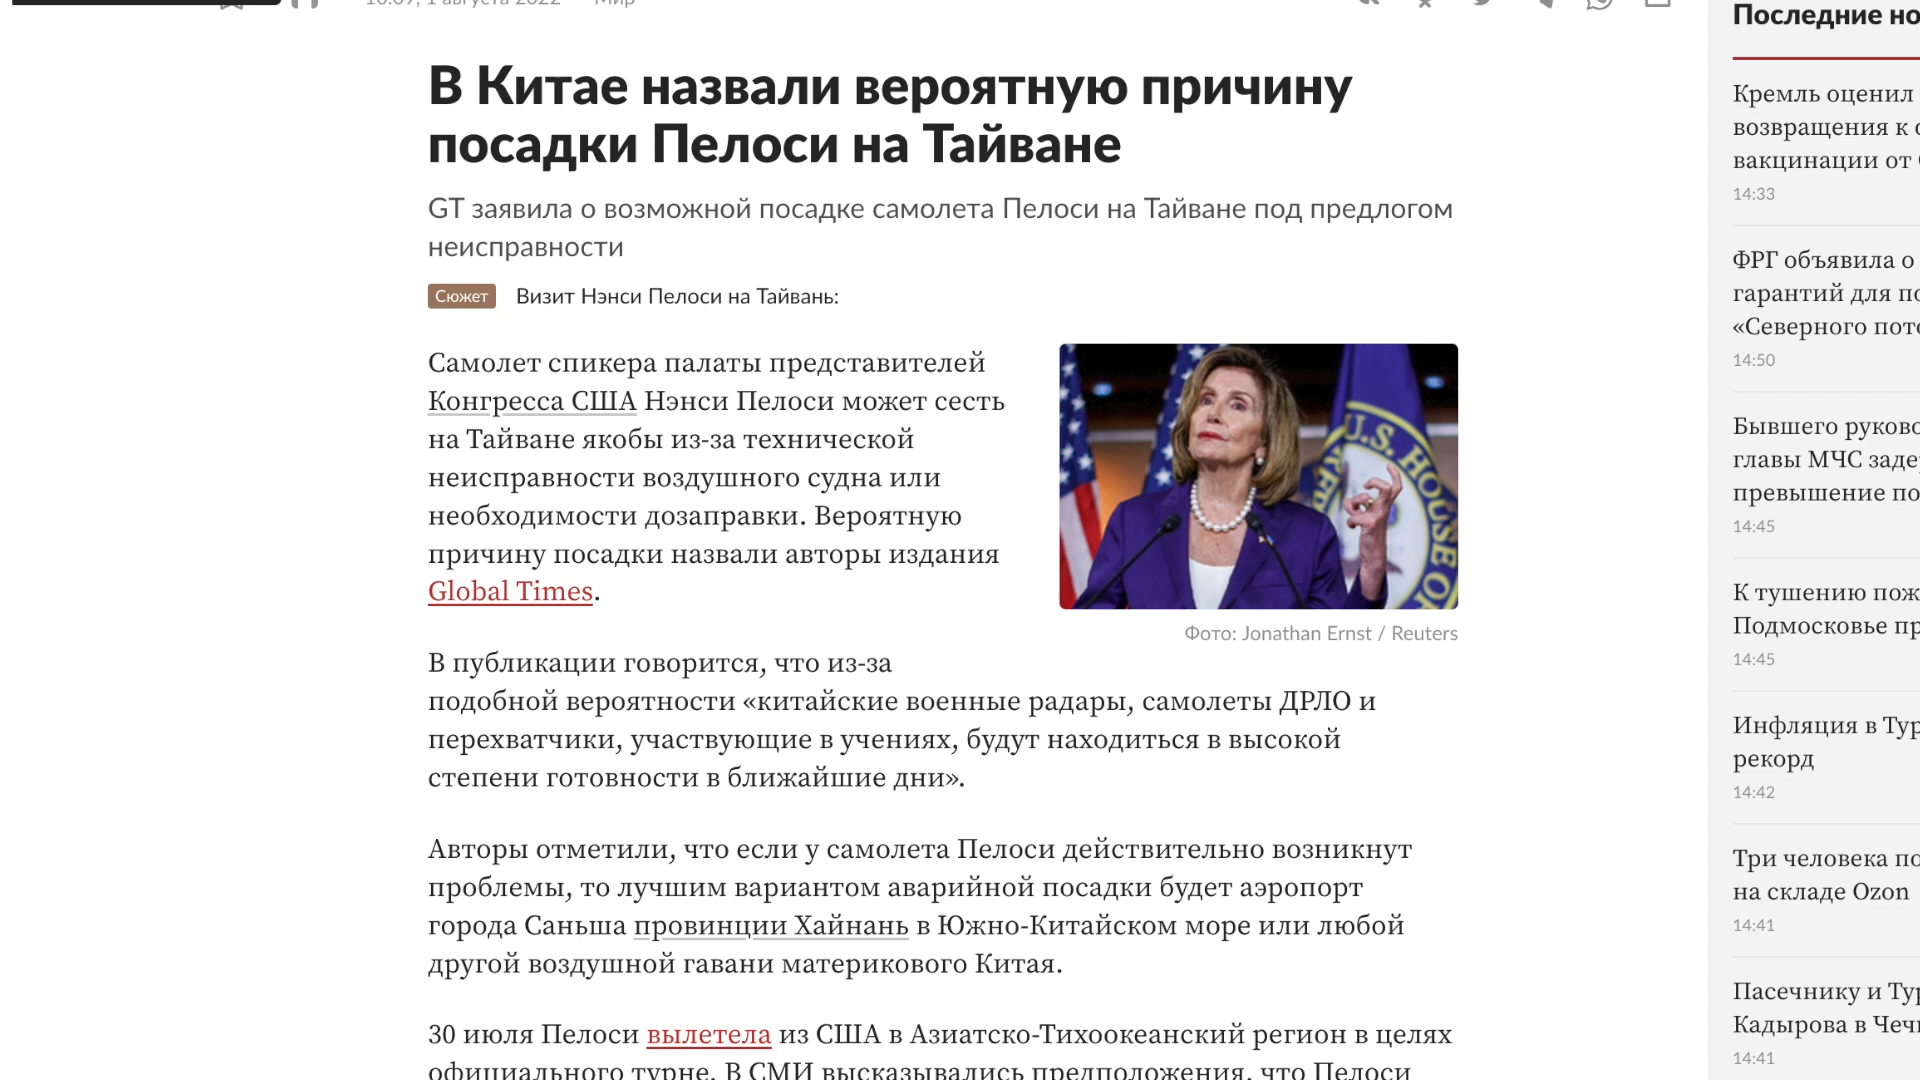 16:09, 1 августа 2022 Мир
В Китае назвали вероятную причину
посадки Пелоси на Тайване
GT заявила о возможной посадке самолета Пелоси на Тайване под предлогом
неисправности
Сюжет Визит Нэнси Пелоси на Тайвань:
Самолет спикера палаты представителей
Конгресса США Нэнси Пелоси может сесть
на Тайване якобы из-за технической
неисправности воздушного судна или
необходимости дозаправки. Вероятную
причину посадки назвали авторы издания
Global Times.
U.S. HOUSE OF
Фото: Jonathan Ernst / Reuters
В публикации говорится, что из-за
подобной вероятности «китайские военные радары, самолеты ДРЛО и
перехватчики, участвующие в учениях, будут находиться в высокой
степени готовности в ближайшие дни».
Авторы отметили, что если у самолета Пелоси действительно возникнут
проблемы, то лучшим вариантом аварийной посадки будет аэропорт
города Саньша провинции Хайнань в Южно-Китайском море или любой
другой воздушной гавани материкового Китая.
30 июля Пелоси вылетела из США в Азиатско-Тихоокеанский регион в целях
официального турне. В СМИ высказывались предположения, что Пелоси
Последние но
Кремль оценил
возвращения к
вакцинации от
14:33
ФРГ объявила о
гарантий для по
«Северного пото
14:50
Бывшего руково
главы МЧС заде
превышение по
14:45
К тушению пож
Подмосковье пр
14:45
Инфляция в Тур
рекорд
14:42
Три человека по
на складе Ozon
14:41
Пасечнику и Ту
Кадырова в Чеч
14:41